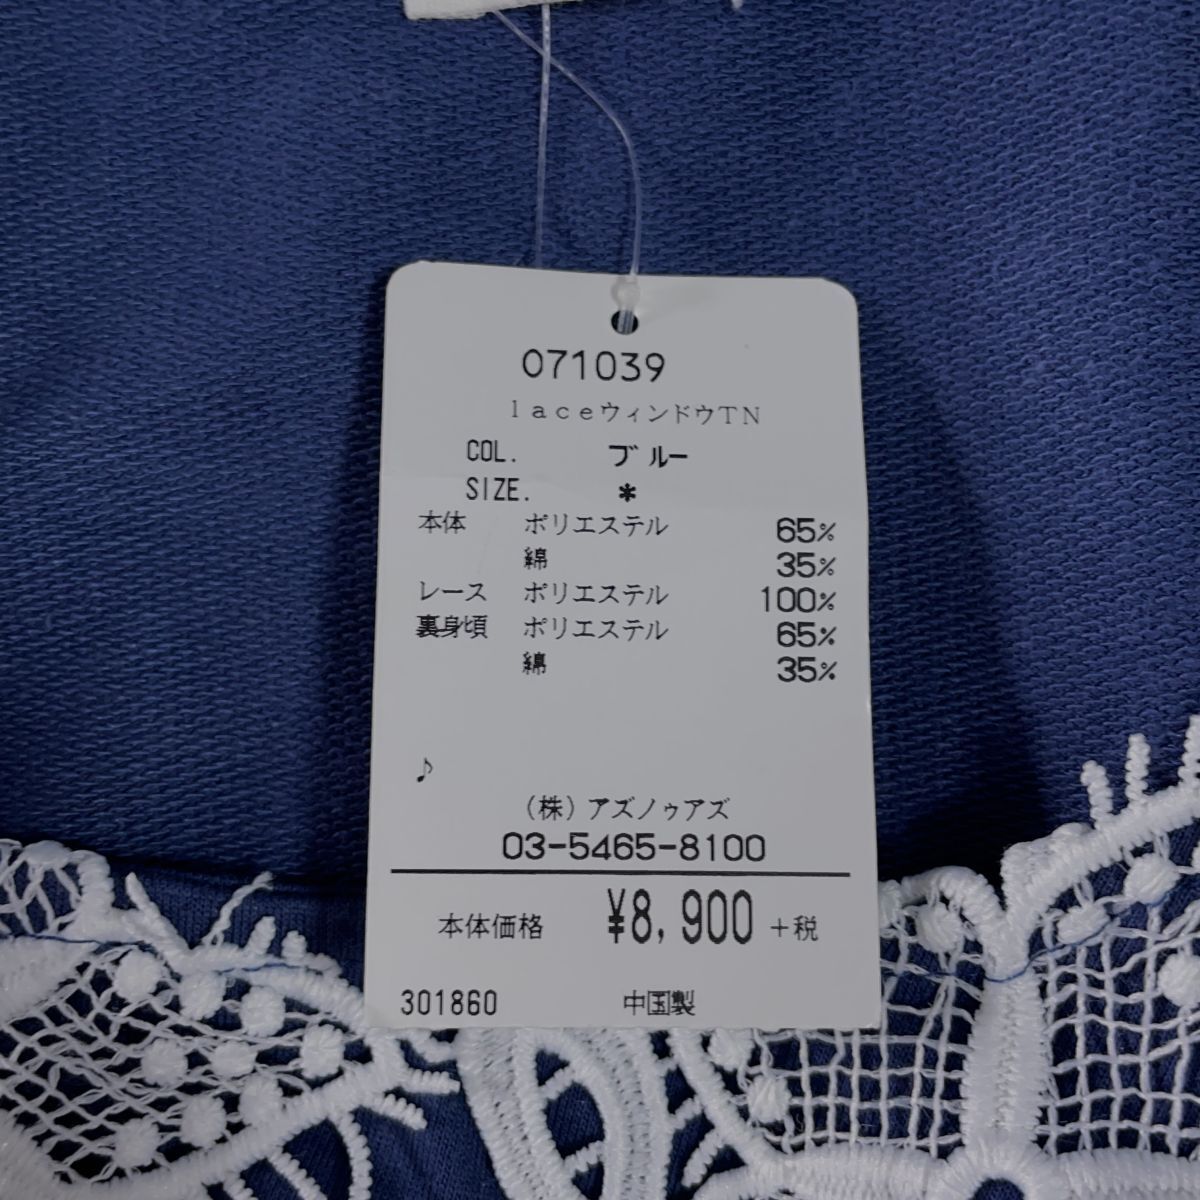 071039
laceウィンドウTN
COL. ブルー
SIZE. *
本体 ポリエステル 65%
綿 35%
レース ポリエステル 100%
裏身頃 ポリエステル 65%
綿 35%
♪
(株)アズノゥアズ
03-5465-8100
本体価格 ¥8,900 +税
301860 中国製